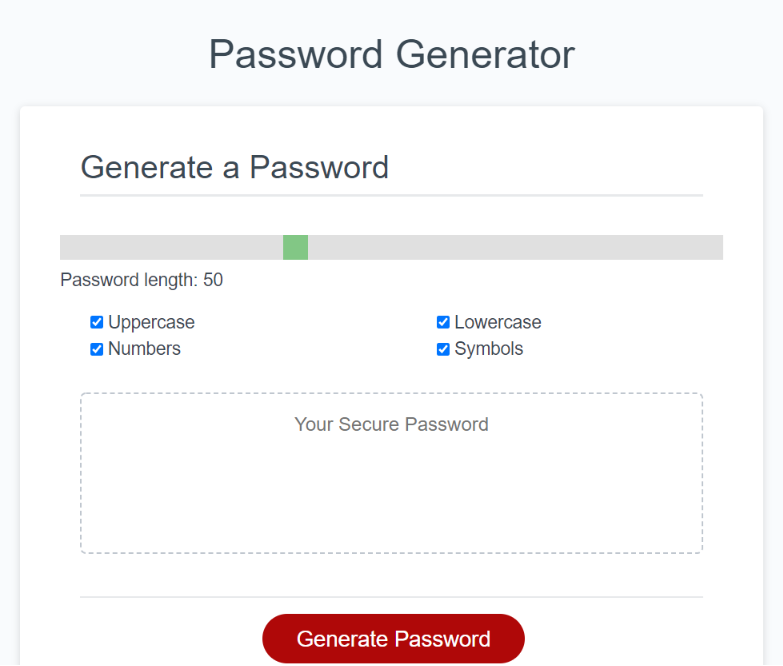 Password Generator
Generate a Password
Password length: 50
Uppercase Lowercase
Numbers Symbols
Your Secure Password
Generate Password